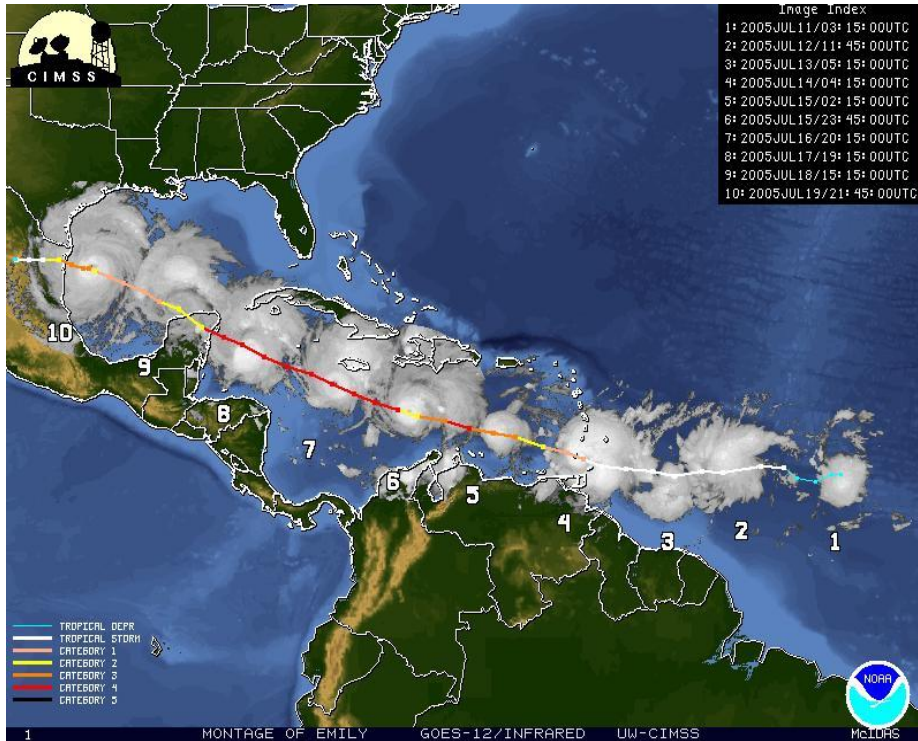 CIMSS
Image Index
1: 2005JUL11/03:15:00UTC
2: 2005JUL12/11:45:00UTC
3: 2005JUL13/05:15:00UTC
4: 2005JUL14/04:15:00UTC
5: 2005JUL15/02:15:00UTC
6: 2005JUL15/23:45:00UTC
7: 2005JUL16/20:15:00UTC
8: 2005JUL17/19:15:00UTC
9: 2005JUL18/15:15:00UTC
10: 2005JUL19/21:45:00UTC
10
9
8
7
6
5
4
3
2
1
TROPICAL DEPR
TROPICAL STORM
CATEGORY 1
CATEGORY 2
CATEGORY 3
CATEGORY 4
CATEGORY 5
NOAA
1 MONTAGE OF EMILY GOES-12/INFRARED UW-CIMSS McIDAS